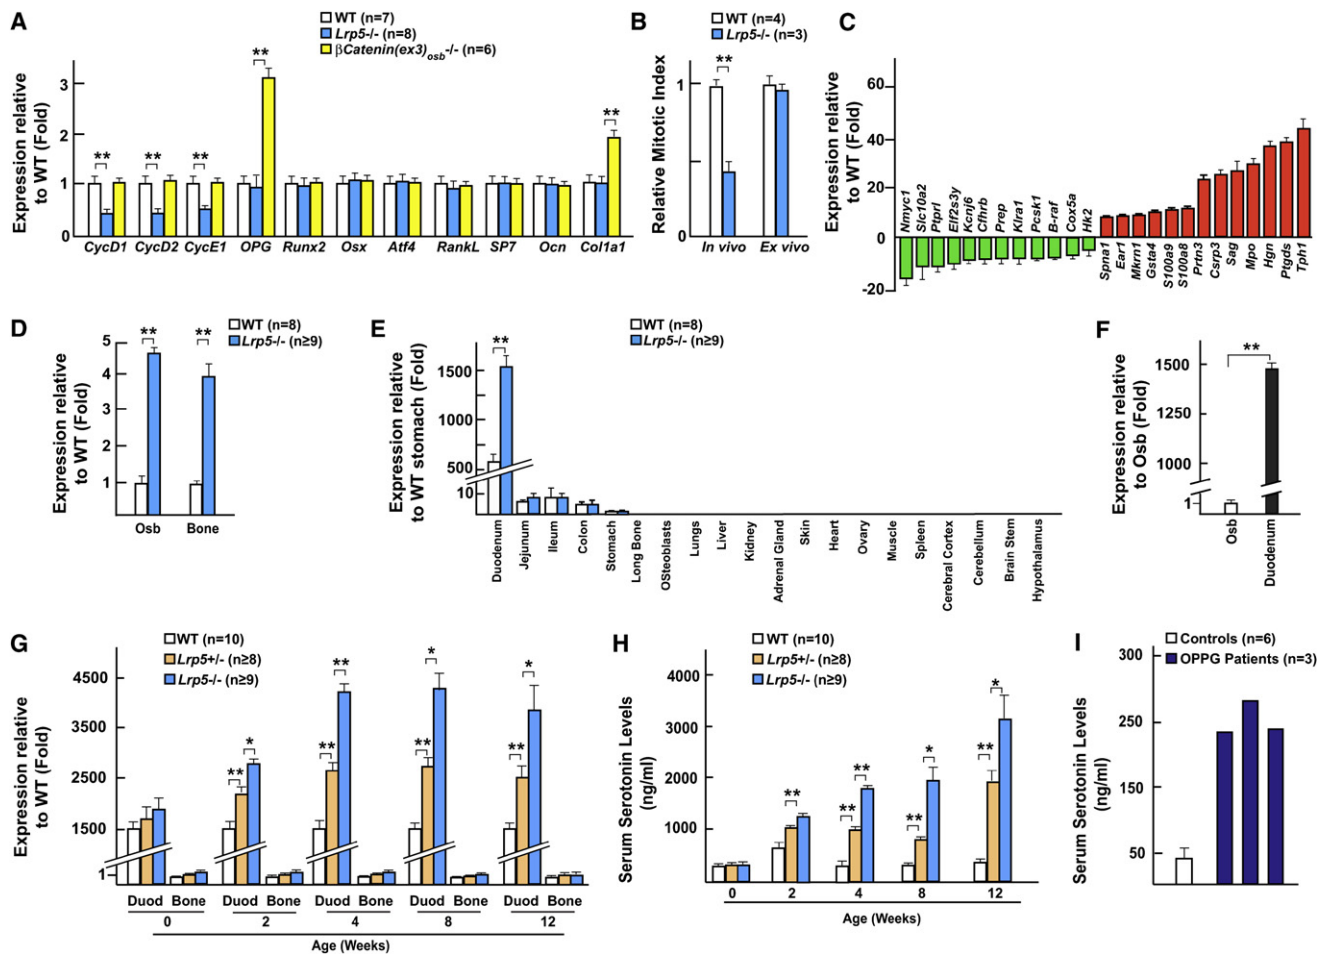 A
WT (n=7)
Lrp5-/- (n=8)
βCatenin(ex3)osb-/- (n=6)
Expression relative
to WT (Fold)
3
2
1
0
**
**
**
**
**
CycD1 CycD2 CycE1 OPG Runx2 Osx Atf4 RankL SP7 Ocn Col1a1
B
WT (n=4)
Lrp5-/- (n=3)
Relative Mitotic Index
1
0
**
In vivo Ex vivo
C
Expression relative
to WT (Fold)
60
40
20
0
-20
Nmyc1
Slc10a2
Ptprl
Eif2s3y
Kcnj6
Cfhrb
Prep
Klra1
Pcsk1
B-raf
Cox5a
Hk2
Spna1
Ear1
Mkrn1
Gsta4
S100a9
S100a8
Prtn3
Csrp3
Sag
Mpo
Hgn
Ptgds
Tph1
D
WT (n=8)
Lrp5-/- (n≥9)
Expression relative
to WT (Fold)
5
4
3
2
1
**
**
Osb Bone
E
WT (n=8)
Lrp5-/- (n≥9)
Expression relative
to WT stomach (Fold)
1500
1000
500
10
**
Duodenum
Jejunum
Ileum
Colon
Stomach
Long Bone
OSteoblasts
Lungs
Liver
Kidney
Adrenal Gland
Skin
Heart
Ovary
Muscle
Spleen
Cerebral Cortex
Cerebellum
Brain Stem
Hypothalamus
F
Expression relative
to Osb (Fold)
1500
1250
1000
1
**
Osb
Duodenum
G
WT (n=10)
Lrp5+/- (n≥8)
Lrp5-/- (n≥9)
Expression relative
to WT (Fold)
4500
3500
2500
1500
1
**
*
**
**
**
*
**
*
Duod Bone Duod Bone Duod Bone Duod Bone Duod Bone
0 2 4 8 12
Age (Weeks)
H
WT (n=10)
Lrp5+/- (n≥8)
Lrp5-/- (n≥9)
Serum Serotonin Levels
(ng/ml)
4000
3000
2000
1000
**
**
**
**
*
**
*
0 2 4 8 12
Age (Weeks)
I
Controls (n=6)
OPPG Patients (n=3)
Serum Serotonin Levels
(ng/ml)
300
250
150
50